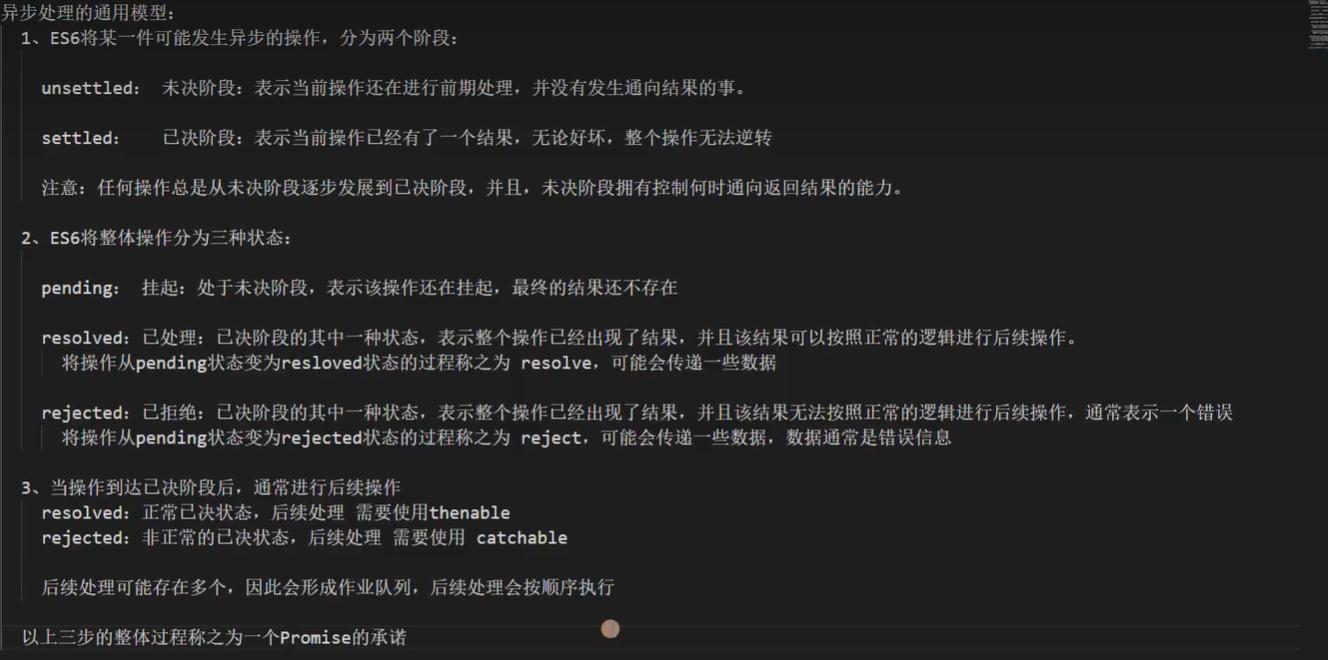 异步处理的通用模型：
1、ES6将某一件可能发生异步的操作，分为两个阶段：
unsettled： 未决阶段：表示当前操作还在进行前期处理，并没有发生通向结果的事。
settled： 已决阶段：表示当前操作已经有了一个结果，无论好坏，整个操作无法逆转
注意：任何操作总是从未决阶段逐步发展到已决阶段，并且，未决阶段拥有控制何时通向返回结果的能力。
2、ES6将整体操作分为三种状态：
pending： 挂起：处于未决阶段，表示该操作还在挂起，最终的结果还不存在
resolved：已处理：已决阶段的其中一种状态，表示整个操作已经出现了结果，并且该结果可以按照正常的逻辑进行后续操作。
将操作从pending状态变为resloved状态的过程称之为 resolve，可能会传递一些数据
rejected：已拒绝：已决阶段的其中一种状态，表示整个操作已经出现了结果，并且该结果无法按照正常的逻辑进行后续操作，通常表示一个错误
将操作从pending状态变为rejected状态的过程称之为 reject，可能会传递一些数据，数据通常是错误信息
3、当操作到达已决阶段后，通常进行后续操作
resolved：正常已决状态，后续处理 需要使用thenable
rejected：非正常的已决状态，后续处理 需要使用 catchable
后续处理可能存在多个，因此会形成作业队列，后续处理会按顺序执行
以上三步的整体过程称之为一个Promise的承诺